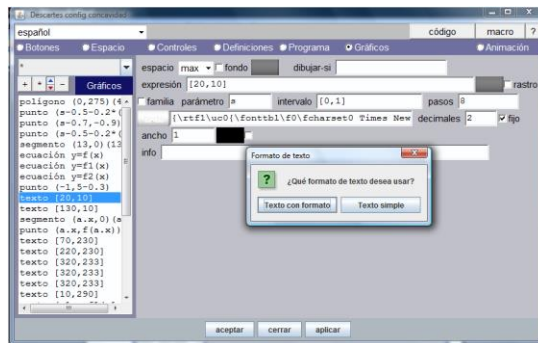 Descartes config concavidad
español código macro ?
Botones Espacio Controles Definiciones Programa Gráficos Animación
* espacio max fondo dibujar-si
+ * - Gráficos expresión [20,10] rastro
familia parámetro s intervalo [0,1] pasos 8
{\rtf1\uc0{\fonttbl\f0\fcharset0 Times New decimales 2 fijo
ancho 1
info
polígono (0,275)(4
punto (s-0.5-0.2*(
punto (s-0.7,-0.9)
punto (s-0.5-0.2*(
segmento (13,0)(13
ecuación y=f(x)
ecuación y=f1(x)
ecuación y=f2(x)
punto (-1,5-0.3)
texto [20,10]
texto [130,10]
segmento (a.x,0)(a
punto (a.x,f(a.x))
texto [70,230]
texto [220,230]
texto [320,233]
texto [320,233]
texto [320,233]
texto [10,290]
Formato de texto
? ¿Qué formato de texto desea usar?
Texto con formato Texto simple
aceptar cerrar aplicar